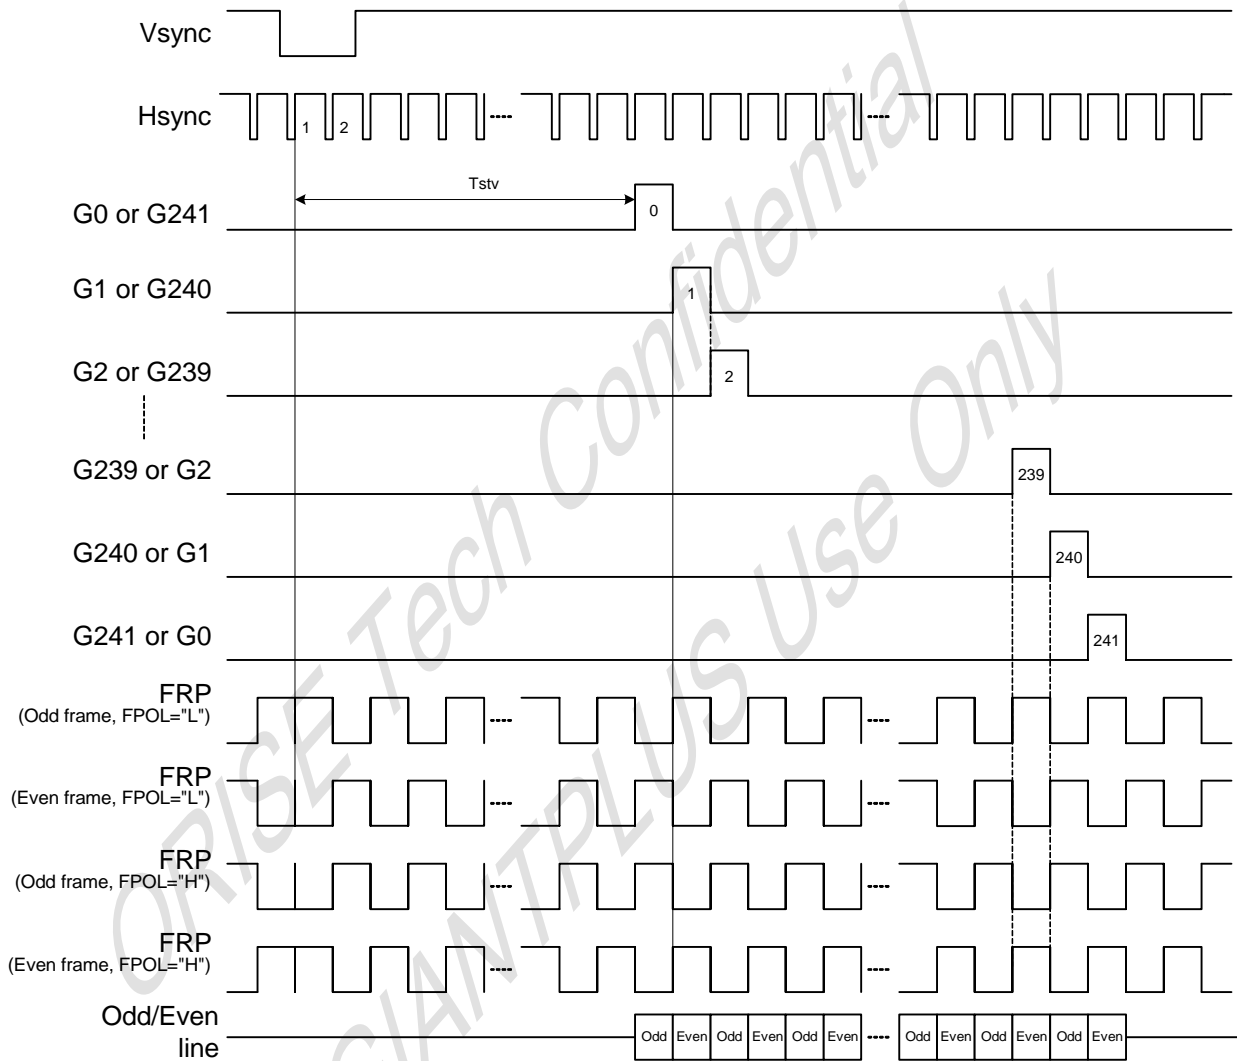 Vsync
Hsync
1 2
Tstv
G0 or G241
0
G1 or G240
1
G2 or G239
2
G239 or G2
239
G240 or G1
240
G241 or G0
241
FRP
(Odd frame, FPOL="L")
FRP
(Even frame, FPOL="L")
FRP
(Odd frame, FPOL="H")
FRP
(Even frame, FPOL="H")
Odd/Even
line
Odd Even Odd Even Odd Even Odd Even Odd Even Odd Even
ORISE Tech Confidential
GIANTPLUS Use Only